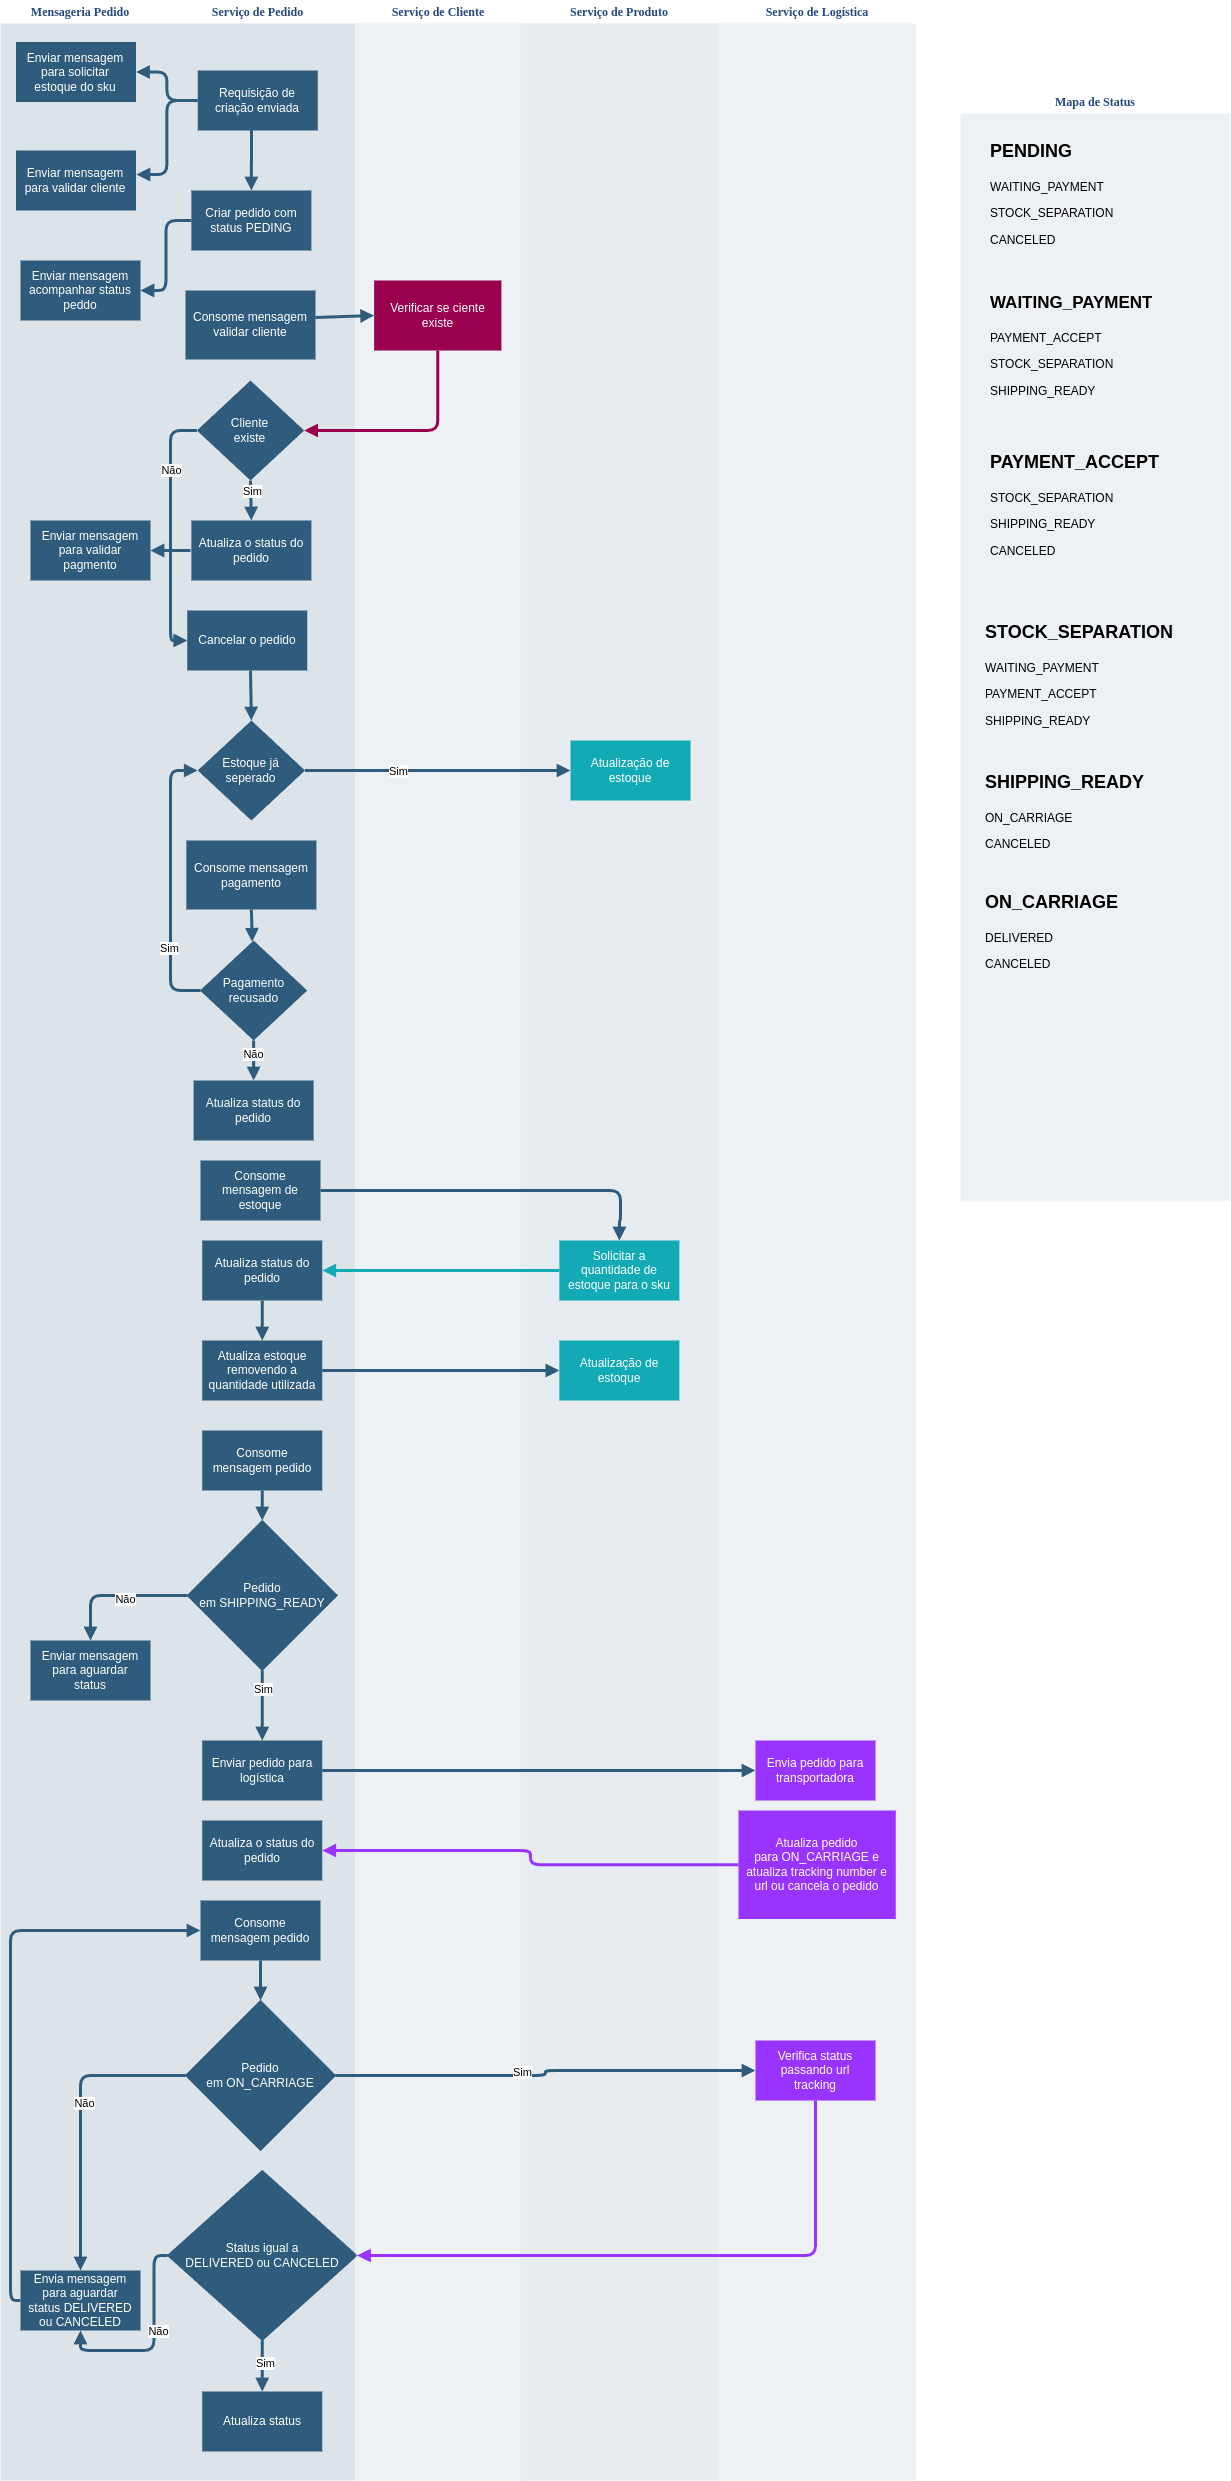 Mensageria Pedido
Serviço de Pedido
Serviço de Cliente
Serviço de Produto
Serviço de Logística
Enviar mensagem
para solicitar
estoque do sku
Requisição de
criação enviada
Enviar mensagem
para validar cliente
Criar pedido com
status PEDING
Enviar mensagem
acompanhar status
peddo
Consome mensagem
validar cliente
Verificar se ciente
existe
Cliente
existe
Não
Sim
Enviar mensagem
para validar
pagmento
Atualiza o status do
pedido
Cancelar o pedido
Estoque já
seperado
Sim
Atualização de
estoque
Consome mensagem
pagamento
Sim
Pagamento
recusado
Não
Atualiza status do
pedido
Consome
mensagem de
estoque
Atualiza status do
pedido
Solicitar a
quantidade de
estoque para o sku
Atualiza estoque
removendo a
quantidade utilizada
Atualização de
estoque
Consome
mensagem pedido
Pedido
em SHIPPING_READY
Não
Enviar mensagem
para aguardar
status
Sim
Enviar pedido para
logística
Envia pedido para
transportadora
Atualiza o status do
pedido
Atualiza pedido
para ON_CARRIAGE e
atualiza tracking number e
url ou cancela o pedido
Consome
mensagem pedido
Pedido
em ON_CARRIAGE
Sim
Verifica status
passando url
tracking
Não
Status igual a
DELIVERED ou CANCELED
Envia mensagem
para aguardar
status DELIVERED
ou CANCELED
Não
Sim
Atualiza status
Mapa de Status
PENDING
WAITING_PAYMENT
STOCK_SEPARATION
CANCELED
WAITING_PAYMENT
PAYMENT_ACCEPT
STOCK_SEPARATION
SHIPPING_READY
PAYMENT_ACCEPT
STOCK_SEPARATION
SHIPPING_READY
CANCELED
STOCK_SEPARATION
WAITING_PAYMENT
PAYMENT_ACCEPT
SHIPPING_READY
SHIPPING_READY
ON_CARRIAGE
CANCELED
ON_CARRIAGE
DELIVERED
CANCELED